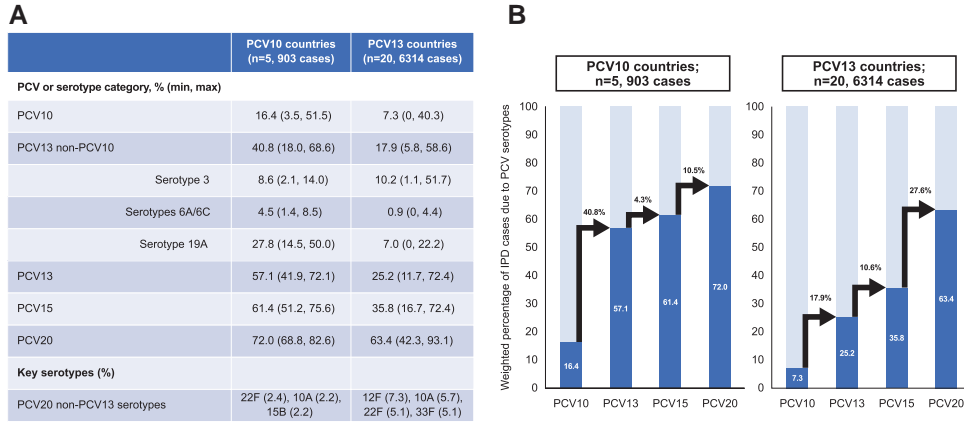 A
PCV10 countries PCV13 countries
(n=5, 903 cases) (n=20, 6314 cases)
PCV or serotype category, % (min, max)
PCV10 16.4 (3.5, 51.5) 7.3 (0, 40.3)
PCV13 non-PCV10 40.8 (18.0, 68.6) 17.9 (5.8, 58.6)
Serotype 3 8.6 (2.1, 14.0) 10.2 (1.1, 51.7)
Serotypes 6A/6C 4.5 (1.4, 8.5) 0.9 (0, 4.4)
Serotype 19A 27.8 (14.5, 50.0) 7.0 (0, 22.2)
PCV13 57.1 (41.9, 72.1) 25.2 (11.7, 72.4)
PCV15 61.4 (51.2, 75.6) 35.8 (16.7, 72.4)
PCV20 72.0 (68.8, 82.6) 63.4 (42.3, 93.1)
Key serotypes (%)
PCV20 non-PCV13 serotypes 22F (2.4), 10A (2.2), 12F (7.3), 10A (5.7),
15B (2.2) 22F (5.1), 33F (5.1)
B
Weighted percentage of IPD cases due to PCV serotypes
PCV10 countries;
n=5, 903 cases
100
90
80
70
60
50
40
30
20
10
0
40.8%
4.3%
10.5%
16.4
57.1
61.4
72.0
PCV10 PCV13 PCV15 PCV20
PCV13 countries;
n=20, 6314 cases
100
90
80
70
60
50
40
30
20
10
0
17.9%
10.6%
27.6%
7.3
25.2
35.8
63.4
PCV10 PCV13 PCV15 PCV20